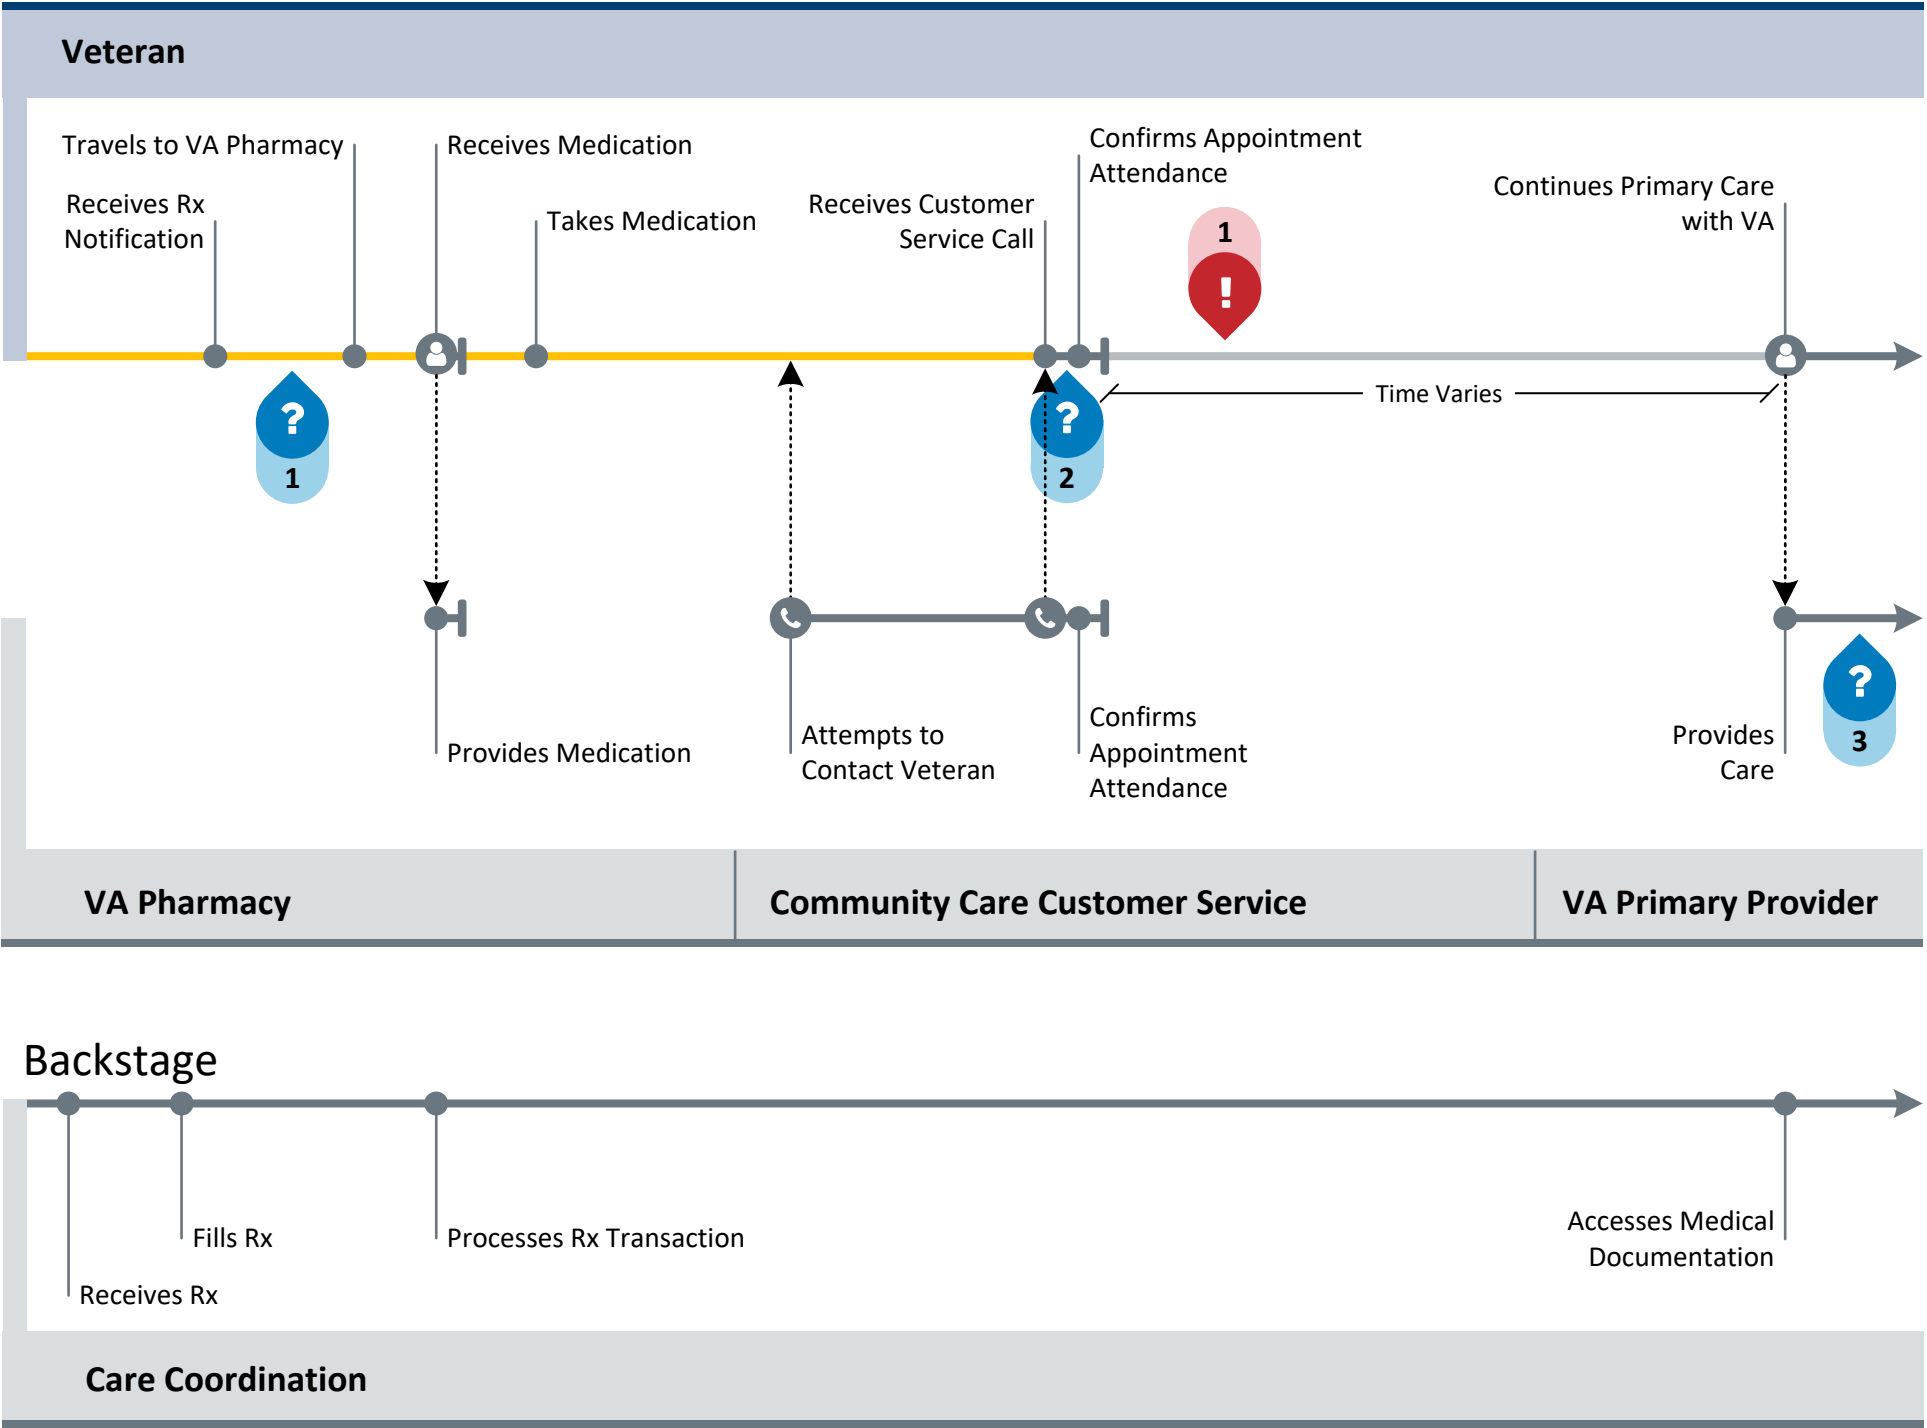 Veteran
Travels to VA Pharmacy
Receives Medication
Confirms Appointment
Attendance
Receives Rx
Notification
Takes Medication
Receives Customer
Service Call
1
!
Continues Primary Care
with VA
?
1
?
2
Time Varies
Provides Medication
Attempts to
Contact Veteran
Confirms
Appointment
Attendance
Provides
Care
?
3
VA Pharmacy
Community Care Customer Service
VA Primary Provider
Backstage
Receives Rx
Fills Rx
Processes Rx Transaction
Accesses Medical
Documentation
Care Coordination